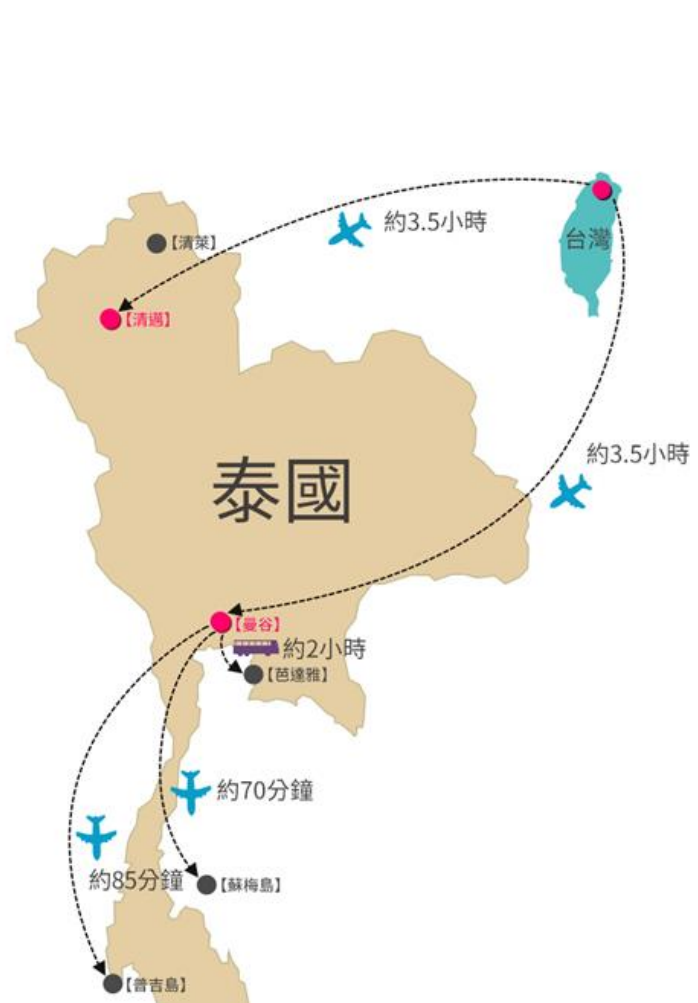 約3.5小時
台灣
【清萊】
【清邁】
約3.5小時
泰國
【曼谷】
約2小時
【芭達雅】
約70分鐘
約85分鐘
【蘇梅島】
【普吉島】